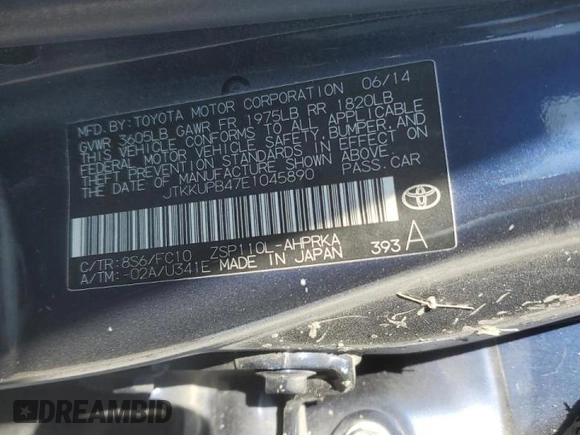 MFD. BY: TOYOTA MOTOR CORPORATION 06/14
GVWR 3605LB GAWR FR 1975LB RR 1820LB
THIS VEHICLE CONFORMS TO ALL APPLICABLE
FEDERAL MOTOR VEHICLE SAFETY, BUMPER, AND
THEFT PREVENTION STANDARDS IN EFFECT ON
THE DATE OF MANUFACTURE SHOWN ABOVE.
JTKKUPB47E1045890 PASS. CAR
C/TR: 8S6/FC10 ZSP110L-AHPRKA
A/TM: -02A/U341E MADE IN JAPAN 393 A
TOYOTA
DREAMBID